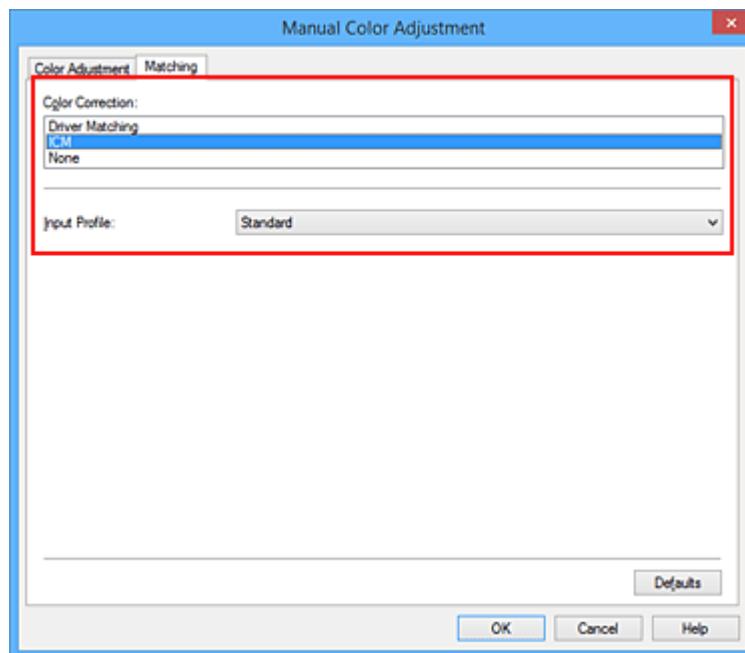 Manual Color Adjustment
Color Adjustment Matching
Color Correction:
Driver Matching
ICM
None
Input Profile: Standard
Defaults
OK Cancel Help